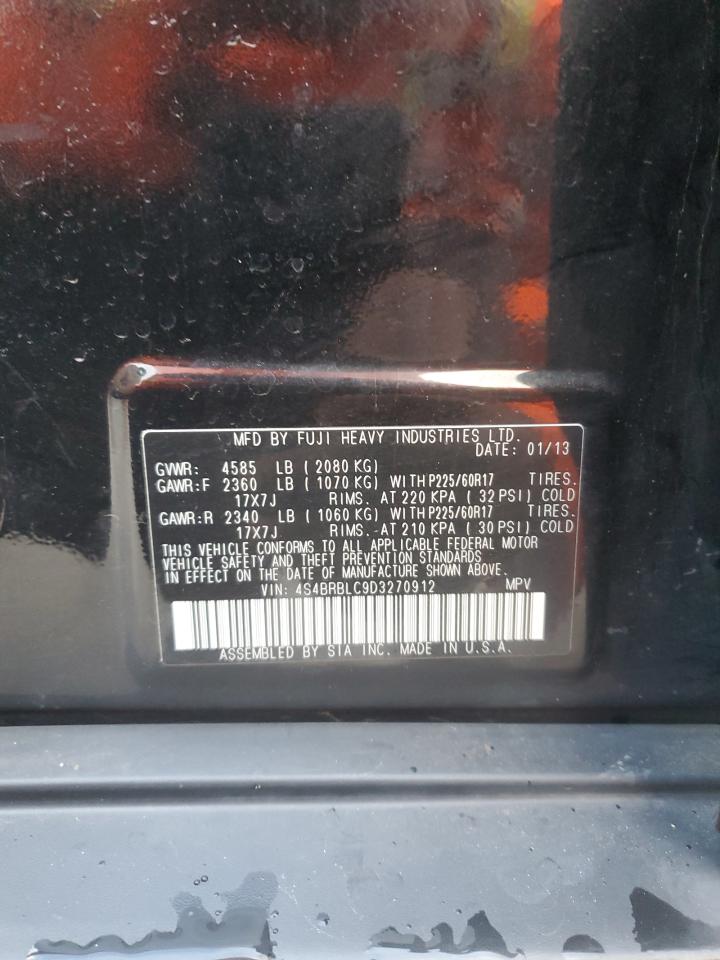 MFD BY FUJI HEAVY INDUSTRIES LTD.
DATE: 01/13
GVWR: 4585 LB ( 2080 KG)
GAWR:F 2360 LB ( 1070 KG) WITH P225/60R17 TIRES.
17X7J RIMS. AT 220 KPA ( 32 PSI) COLD
GAWR:R 2340 LB ( 1060 KG) WITH P225/60R17 TIRES.
17X7J RIMS. AT 210 KPA ( 30 PSI) COLD
THIS VEHICLE CONFORMS TO ALL APPLICABLE FEDERAL MOTOR
VEHICLE SAFETY AND THEFT PREVENTION STANDARDS
IN EFFECT ON THE DATE OF MANUFACTURE SHOWN ABOVE.
VIN: 4S4BRBLC9D3270912 MPV
ASSEMBLED BY SIA INC. MADE IN U.S.A.